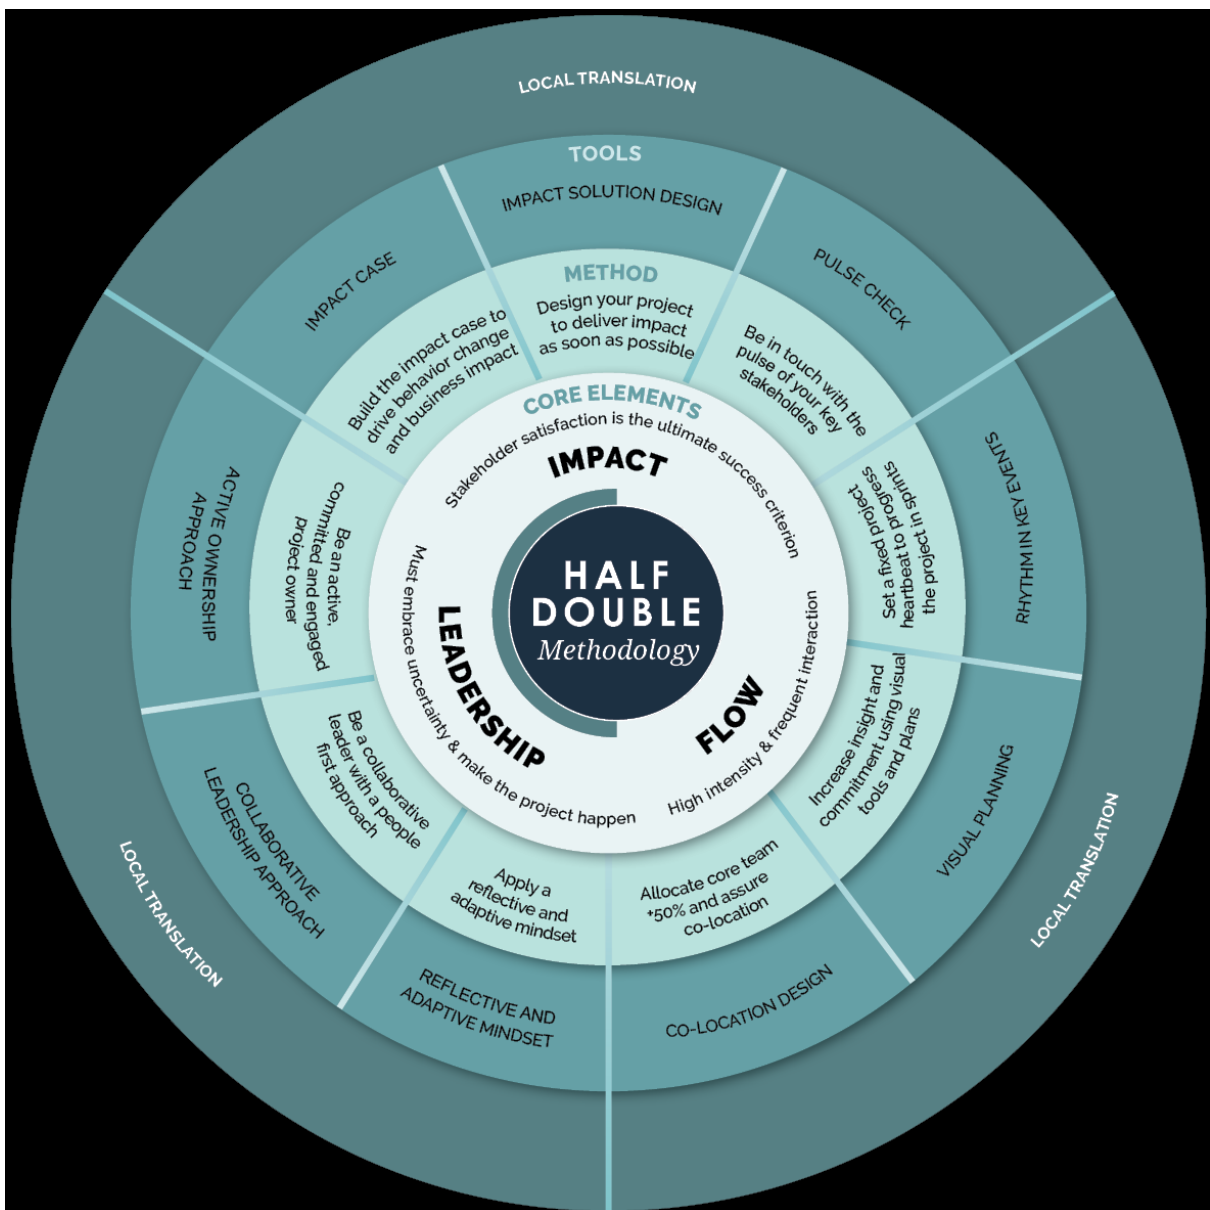 LOCAL TRANSLATION
TOOLS
IMPACT SOLUTION DESIGN
IMPACT CASE
PULSE CHECK
METHOD
Design your project
to deliver impact
as soon as possible
Build the impact case to
drive behavior change
and business impact
Be in touch with the
pulse of your key
stakeholders
CORE ELEMENTS
Stakeholder satisfaction is the ultimate success criterion
IMPACT
HALF
DOUBLE
Methodology
FLOW
High intensity & frequent interaction
LEADERSHIP
Must embrace uncertainty & make the project happen
RHYTHM IN KEY EVENTS
Set a fixed project
heartbeat to progress
the project in sprints
VISUAL PLANNING
Increase insight and
commitment using visual
tools and plans
CO-LOCATION DESIGN
Allocate core team
+50% and assure
co-location
LOCAL TRANSLATION
REFLECTIVE AND
ADAPTIVE MINDSET
Apply a
reflective and
adaptive mindset
COLLABORATIVE
LEADERSHIP APPROACH
Be a collaborative
leader with a people
first approach
ACTIVE OWNERSHIP
APPROACH
Be an active,
committed and engaged
project owner
LOCAL TRANSLATION